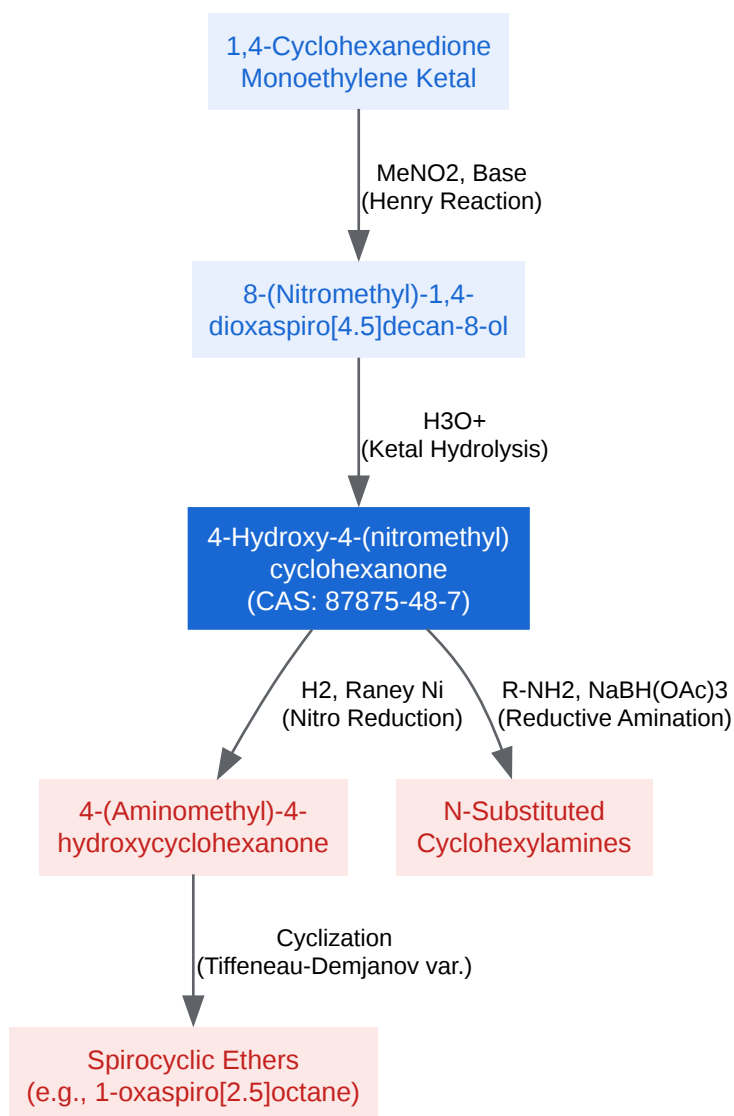 1,4-Cyclohexanedione
Monoethylene Ketal
MeNO2, Base
(Henry Reaction)
8-(Nitromethyl)-1,4-
dioxaspiro[4.5]decan-8-ol
H3O+
(Ketal Hydrolysis)
4-Hydroxy-4-(nitromethyl)
cyclohexanone
(CAS: 87875-48-7)
H2, Raney Ni
(Nitro Reduction)
R-NH2, NaBH(OAc)3
(Reductive Amination)
4-(Aminomethyl)-4-
hydroxycyclohexanone
N-Substituted
Cyclohexylamines
Cyclization
(Tiffeneau-Demjanov var.)
Spirocyclic Ethers
(e.g., 1-oxaspiro[2.5]octane)